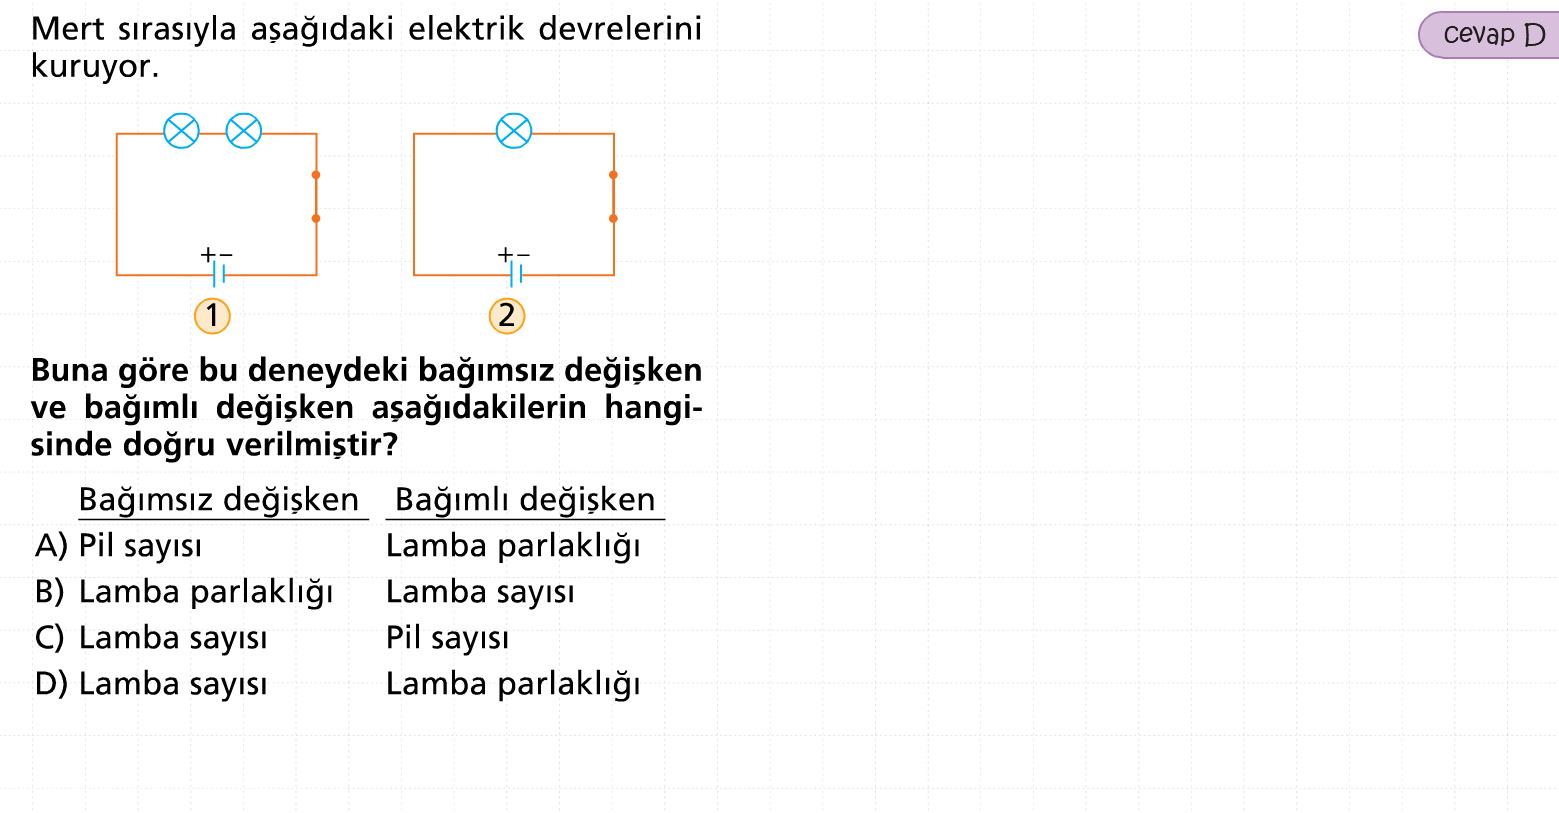 Mert sırasıyla aşağıdaki elektrik devrelerini
kuruyor.
cevap D
+ −
+ −
1
2
Buna göre bu deneydeki bağımsız değişken
ve bağımlı değişken aşağıdakilerin hangi-
sinde doğru verilmiştir?
Bağımsız değişken Bağımlı değişken
A) Pil sayısı Lamba parlaklığı
B) Lamba parlaklığı Lamba sayısı
C) Lamba sayısı Pil sayısı
D) Lamba sayısı Lamba parlaklığı